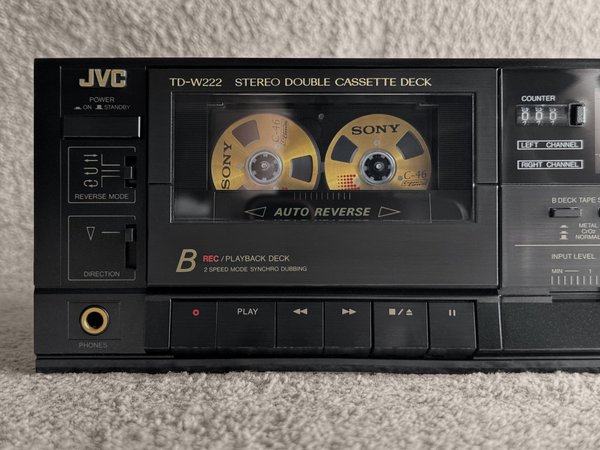 JVC
TD-W222 STEREO DOUBLE CASSETTE DECK
POWER
ON STANDBY
REVERSE MODE
DIRECTION
PHONES
SONY
C-46
SONY
C-46
AUTO REVERSE
B REC/PLAYBACK DECK
2 SPEED MODE SYNCHRO DUBBING
PLAY
COUNTER
LEFT CHANNEL
RIGHT CHANNEL
B DECK TAPE S
METAL
CrO2
NORMAL
INPUT LEVEL
MIN 1